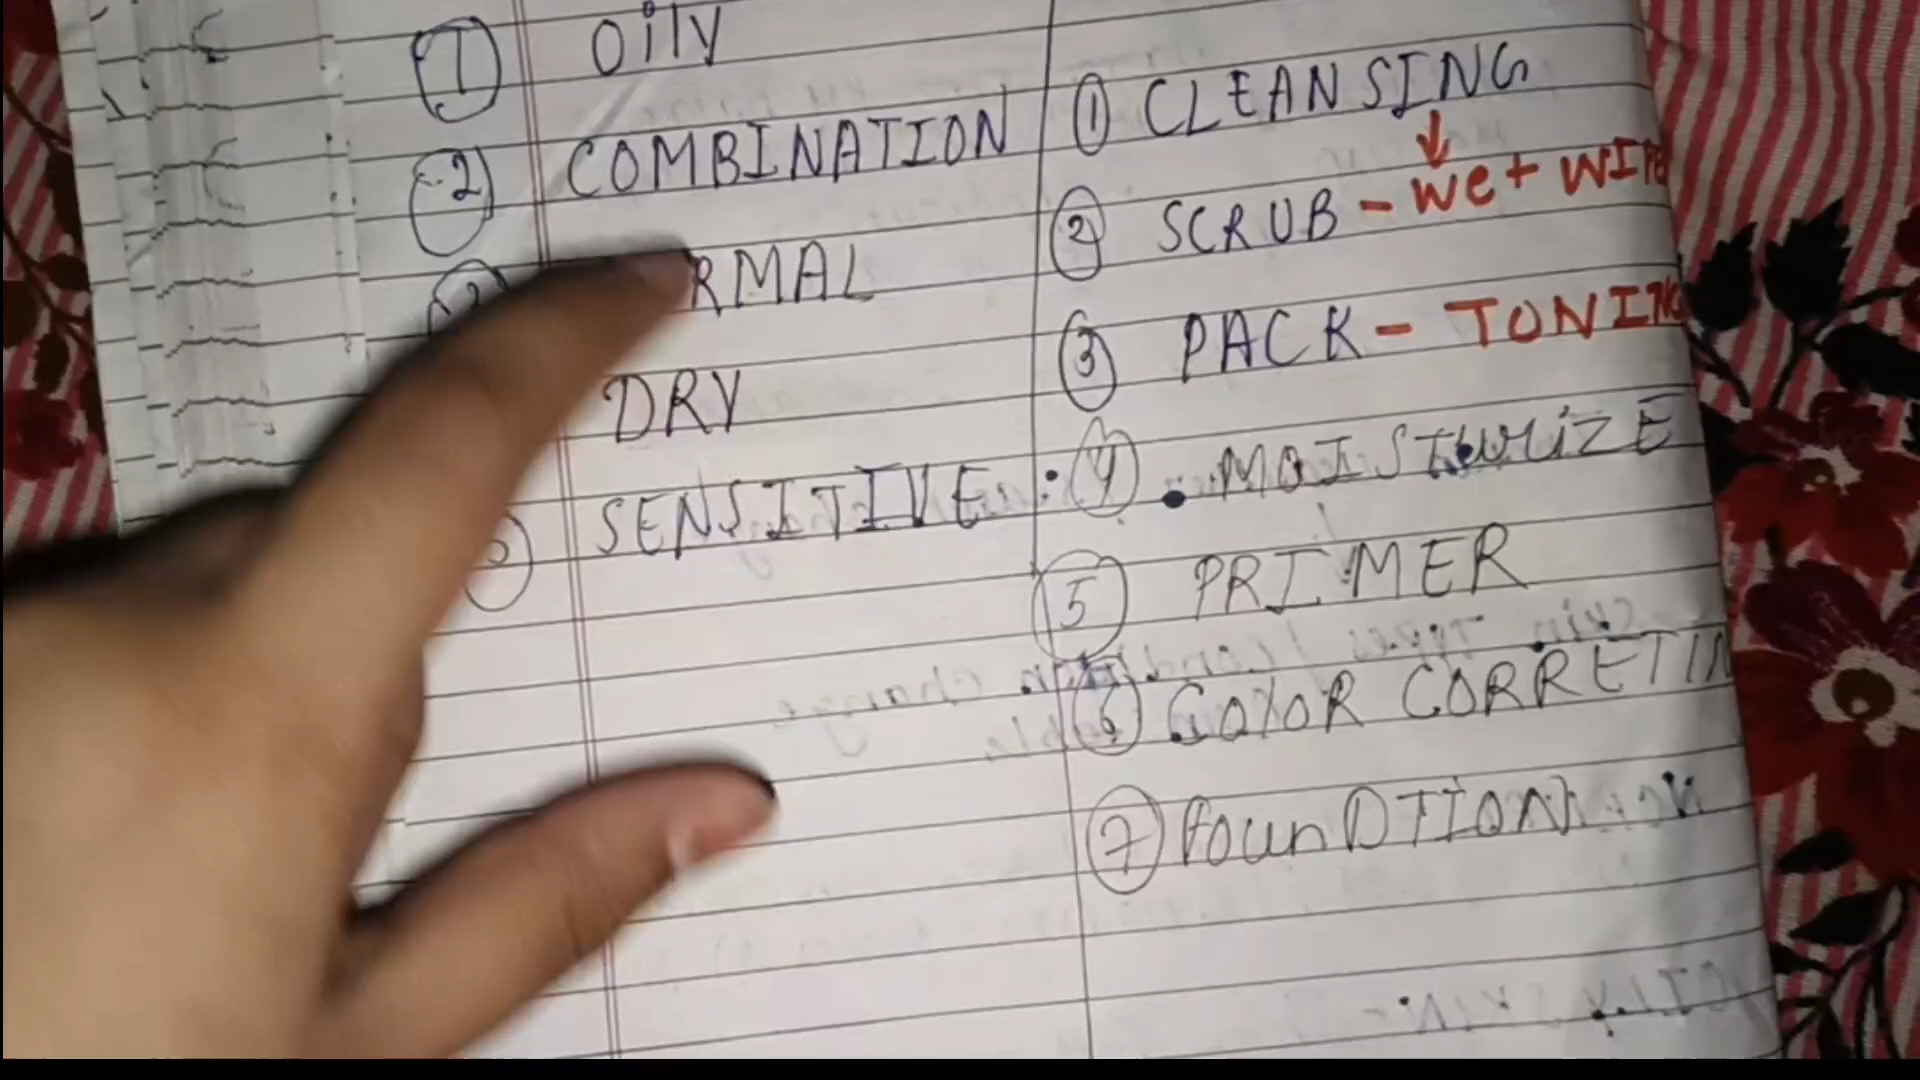 ① Oily
② COMBINATION
RMAL
DRY
SENSITIVE
① CLEANSING
② SCRUB - We+ WIPE
③ PACK - TONING
④ MOISTURIZE
⑤ PRIMER
⑥ COLOR CORRETIN
⑦ FounDTION